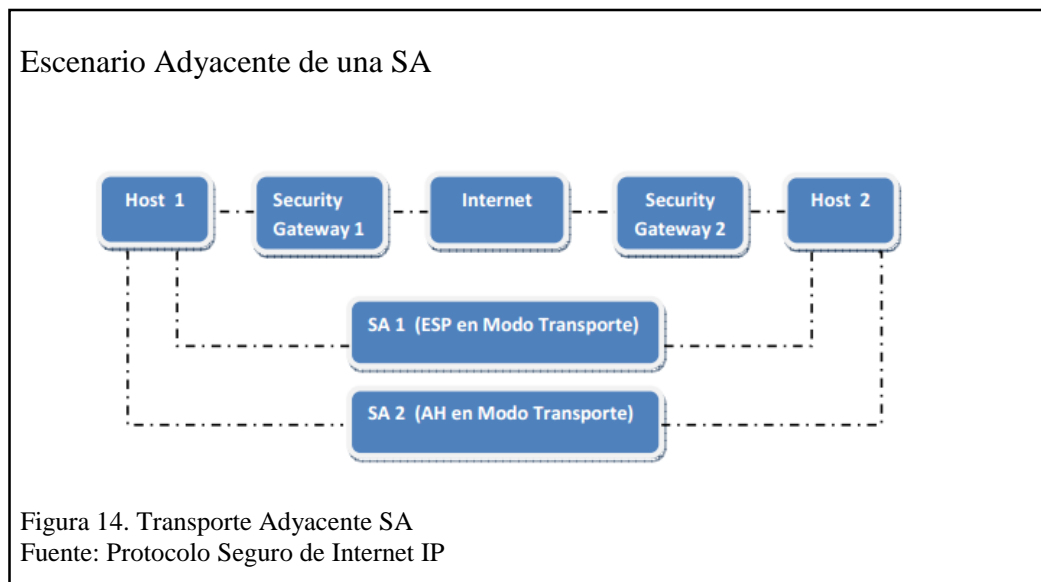 Escenario Adyacente de una SA
Host 1
Security
Gateway 1
Internet
Security
Gateway 2
Host 2
SA 1 (ESP en Modo Transporte)
SA 2 (AH en Modo Transporte)
Figura 14. Transporte Adyacente SA
Fuente: Protocolo Seguro de Internet IP